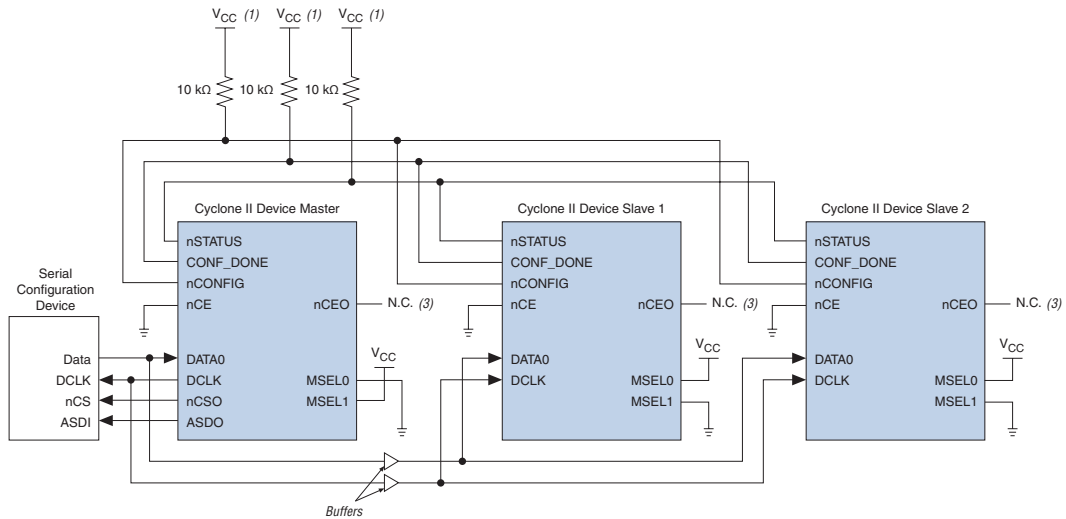 VCC (1) VCC (1) VCC (1)
10 kΩ 10 kΩ 10 kΩ
Cyclone II Device Master
nSTATUS
CONF_DONE
nCONFIG
nCE nCEO N.C. (3)
DATA0
DCLK
nCSO
ASDO
VCC
MSEL0
MSEL1
Serial
Configuration
Device
Data
DCLK
nCS
ASDI
Cyclone II Device Slave 1
nSTATUS
CONF_DONE
nCONFIG
nCE nCEO N.C. (3)
DATA0
DCLK
VCC
MSEL0
MSEL1
Cyclone II Device Slave 2
nSTATUS
CONF_DONE
nCONFIG
nCE nCEO N.C. (3)
DATA0
DCLK
VCC
MSEL0
MSEL1
Buffers